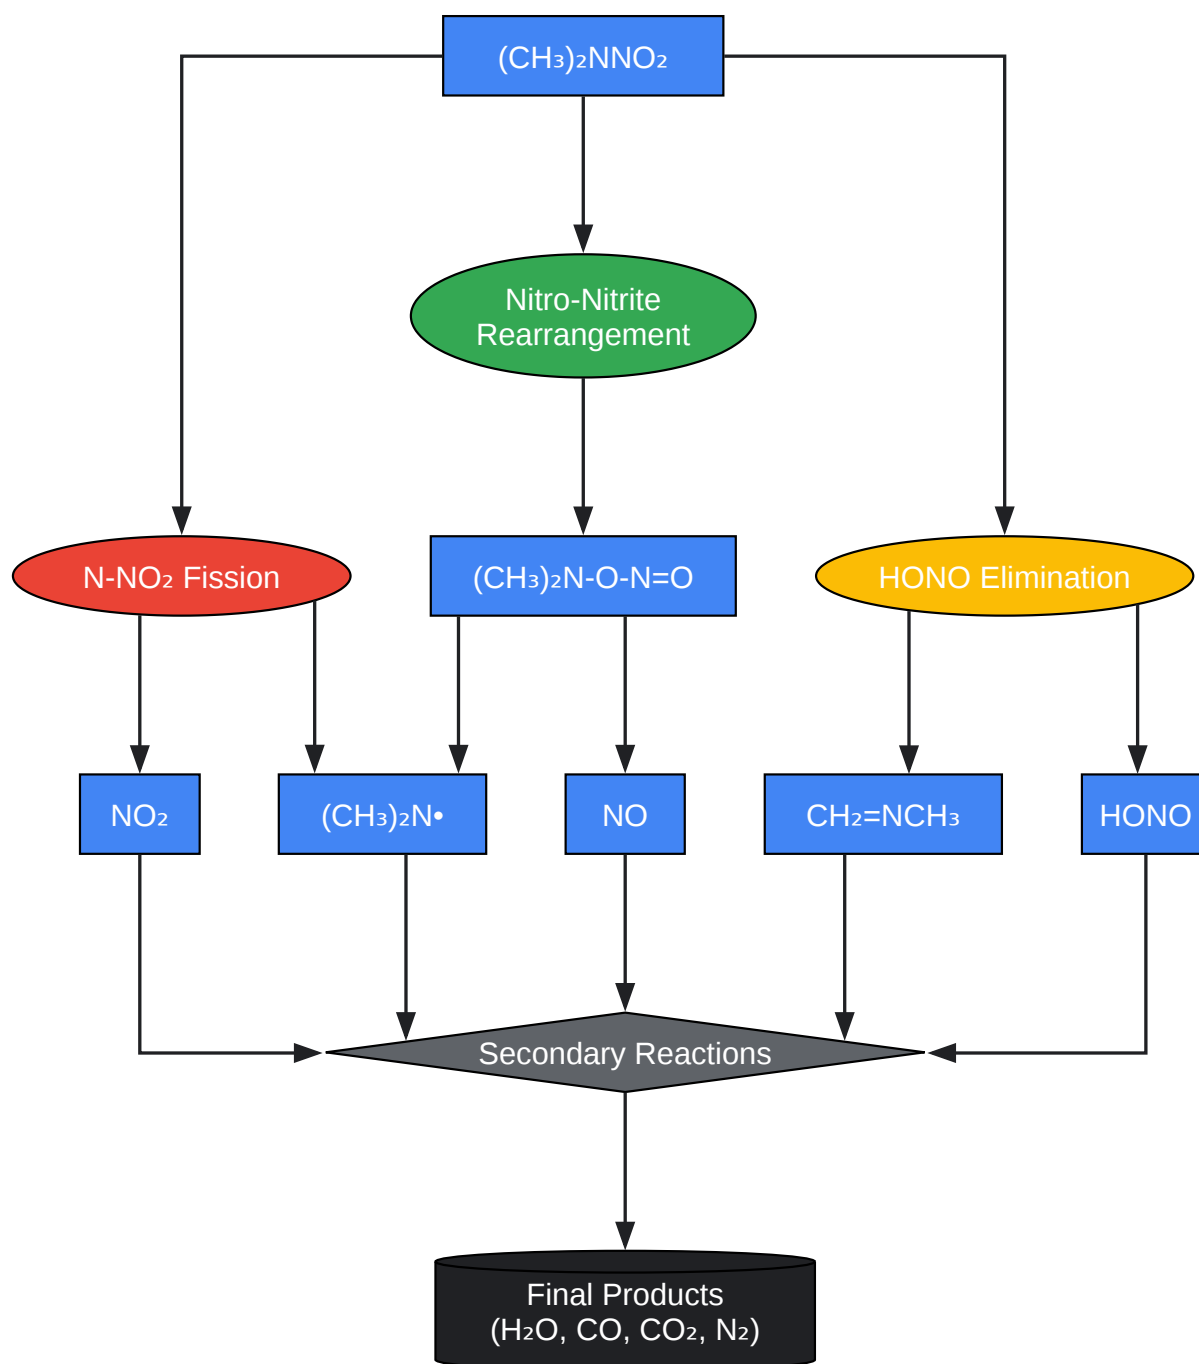 (CH₃)₂NNO₂
Nitro-Nitrite
Rearrangement
N-NO₂ Fission
(CH₃)₂N-O-N=O
HONO Elimination
NO₂
(CH₃)₂N•
NO
CH₂=NCH₃
HONO
Secondary Reactions
Final Products
(H₂O, CO, CO₂, N₂)